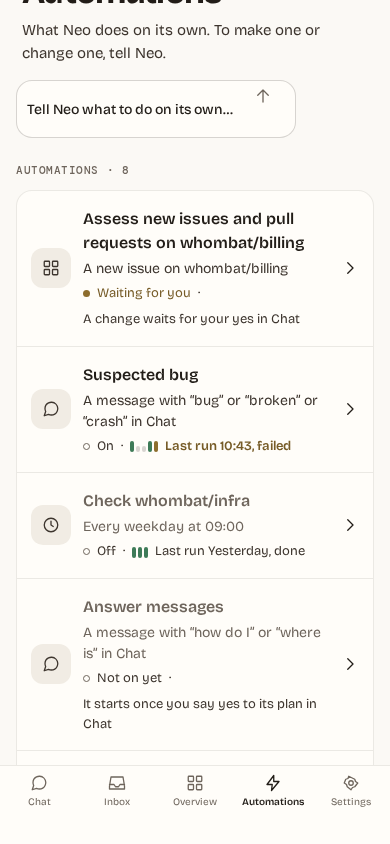 Automations
What Neo does on its own. To make one or
change one, tell Neo.
Tell Neo what to do on its own...
AUTOMATIONS · 8
Assess new issues and pull
requests on whombat/billing
A new issue on whombat/billing
Waiting for you ·
A change waits for your yes in Chat
Suspected bug
A message with “bug” or “broken” or
“crash” in Chat
On · Last run 10:43, failed
Check whombat/infra
Every weekday at 09:00
Off · Last run Yesterday, done
Answer messages
A message with “how do I” or “where
is” in Chat
Not on yet ·
It starts once you say yes to its plan in
Chat
Chat
Inbox
Overview
Automations
Settings